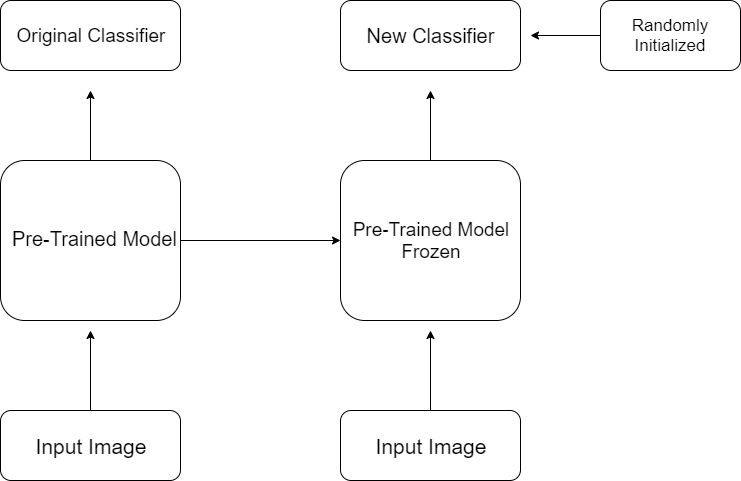 Original Classifier
New Classifier
Randomly
Initialized
Pre-Trained Model
Pre-Trained Model
Frozen
Input Image
Input Image